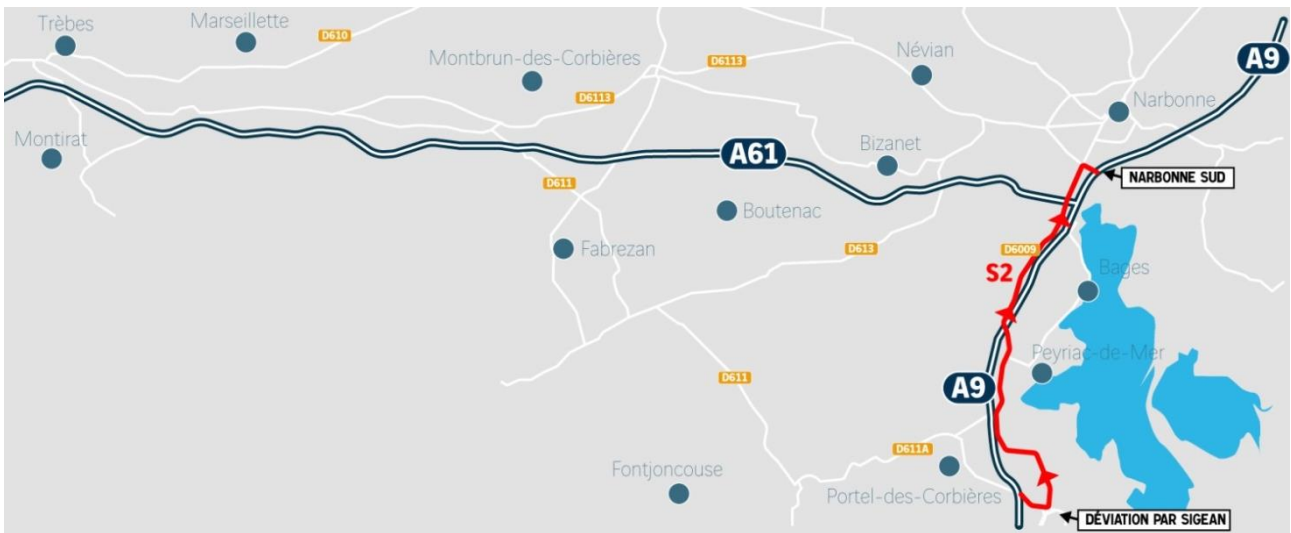 Trèbes
Marseillette
D610
Montbrun-des-Corbières
D6113
Névian
A9
D6113
Narbonne
Montirat
A61
Bizanet
NARBONNE SUD
D611
Boutenac
Fabrezan
D613
D6009
S2
Bages
Peyriac-de-Mer
D611
A9
D611A
Fontjoncouse
Portel-des-Corbières
DÉVIATION PAR SIGEAN